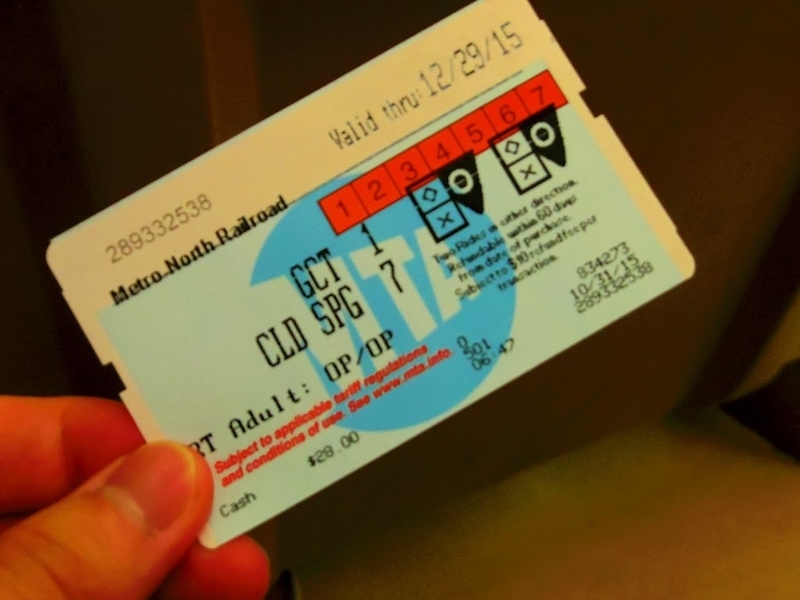 Valid thru: 12/29/15
289332538
Metro-North Railroad
1 2 3 4 5 6 7
MTA
GCT 1
CLD SPG 7
Two Rides in either direction.
Refundable within 60 days
from date of purchase.
Subject to $10 refund fee per
transaction.
834273
10/31/15
289332538
RT Adult: OP/OP
0
501
06:47
Subject to applicable tariff regulations
and conditions of use. See www.mta.info.
$28.00
Cash